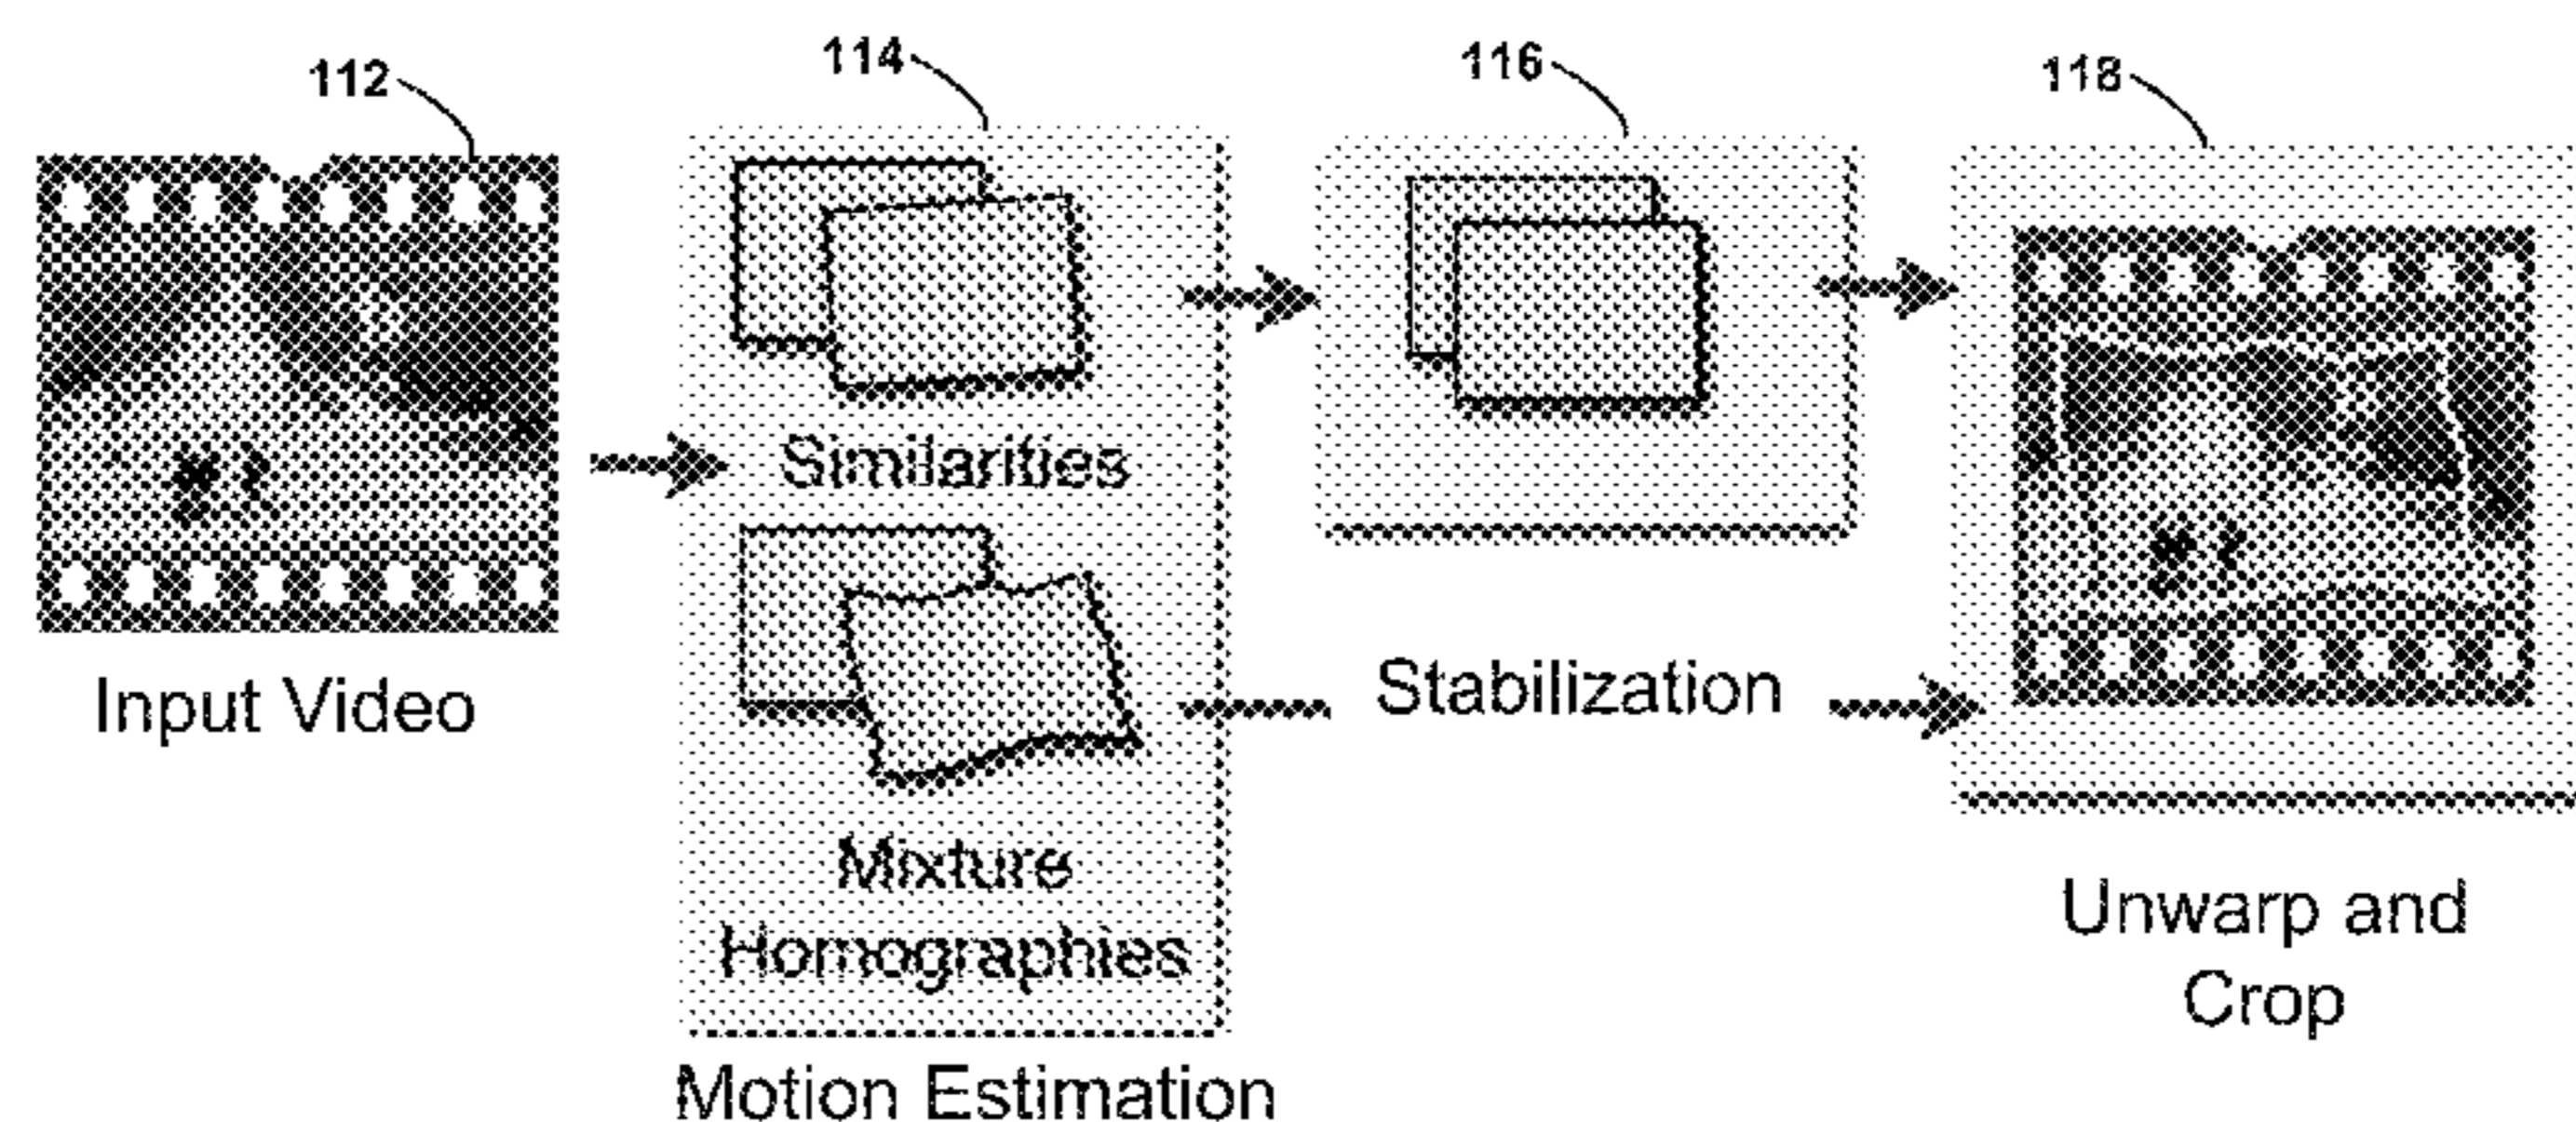 112
114
116
118
Similarities
Input Video
Stabilization
Mixture
Homographies
Unwarp and
Crop
Motion Estimation